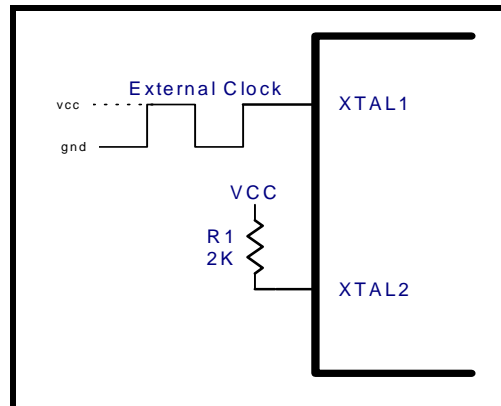 External Clock
vcc
XTAL1
gnd
VCC
R1
2K
XTAL2